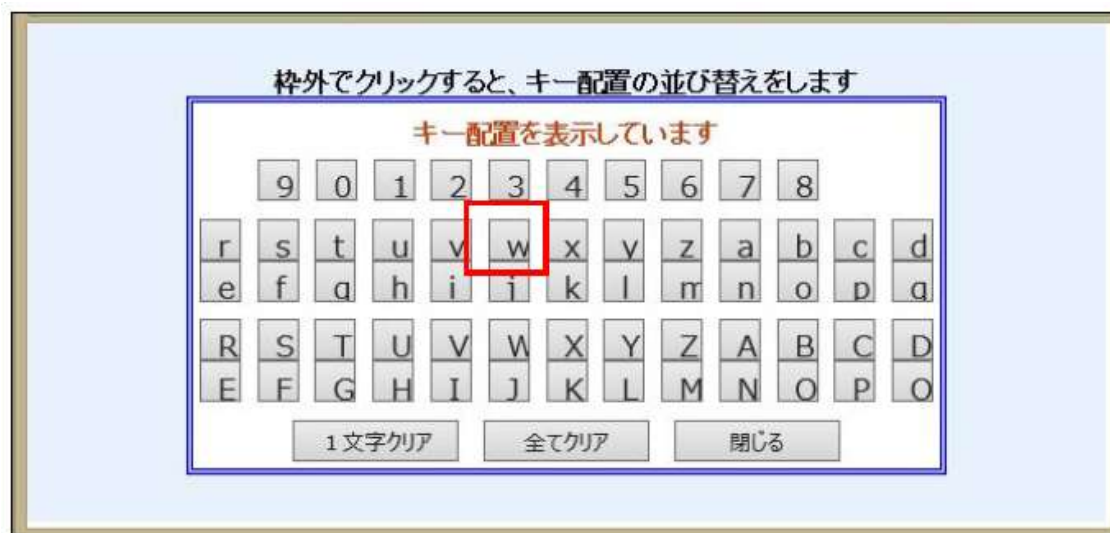 枠外でクリックすると、キー配置の並び替えをします
キー配置を表示しています
9 0 1 2 3 4 5 6 7 8
r s t u v w x y z a b c d
e f g h i j k l m n o p q
R S T U V W X Y Z A B C D
E F G H I J K L M N O P Q
1文字クリア 全てクリア 閉じる